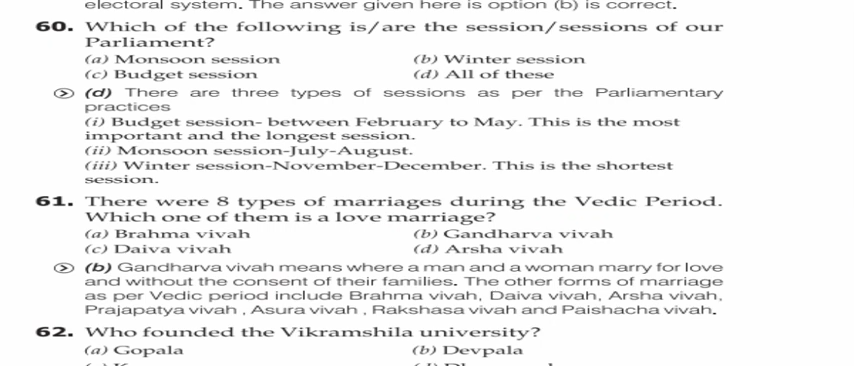 electoral system. The answer given here is option (b) is correct.
60. Which of the following is/are the session/sessions of our
Parliament?
(a) Monsoon session (b) Winter session
(c) Budget session (d) All of these
(d) There are three types of sessions as per the Parliamentary
practices
(i) Budget session- between February to May. This is the most
important and the longest session.
(ii) Monsoon session-July-August.
(iii) Winter session-November-December. This is the shortest
session.
61. There were 8 types of marriages during the Vedic Period.
Which one of them is a love marriage?
(a) Brahma vivah (b) Gandharva vivah
(c) Daiva vivah (d) Arsha vivah
(b) Gandharva vivah means where a man and a woman marry for love
and without the consent of their families. The other forms of marriage
as per Vedic period include Brahma vivah, Daiva vivah, Arsha vivah,
Prajapatya vivah , Asura vivah , Rakshasa vivah and Paishacha vivah.
62. Who founded the Vikramshila university?
(a) Gopala (b) Devpala